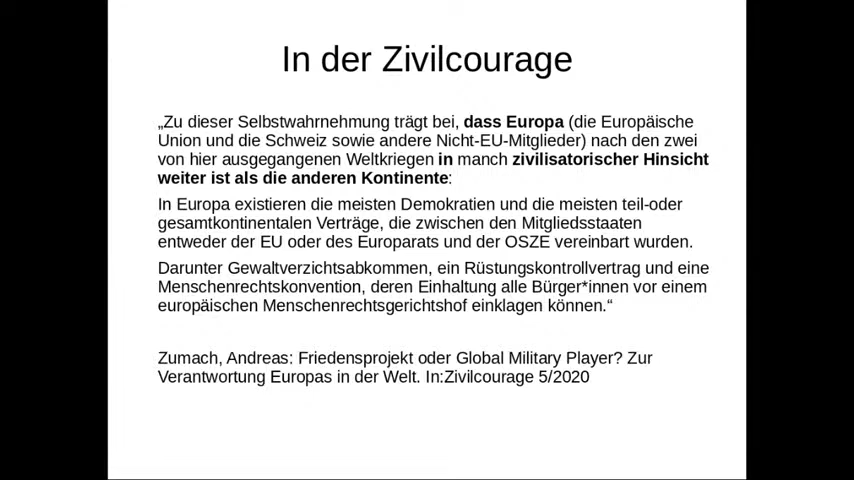 In der Zivilcourage
„Zu dieser Selbstwahrnehmung trägt bei, dass Europa (die Europäische
Union und die Schweiz sowie andere Nicht-EU-Mitglieder) nach den zwei
von hier ausgegangenen Weltkriegen in manch zivilisatorischer Hinsicht
weiter ist als die anderen Kontinente:
In Europa existieren die meisten Demokratien und die meisten teil-oder
gesamtkontinentalen Verträge, die zwischen den Mitgliedsstaaten
entweder der EU oder des Europarats und der OSZE vereinbart wurden.
Darunter Gewaltverzichtsabkommen, ein Rüstungskontrollvertrag und eine
Menschenrechtskonvention, deren Einhaltung alle Bürger*innen vor einem
europäischen Menschenrechtsgerichtshof einklagen können.“
Zumach, Andreas: Friedensprojekt oder Global Military Player? Zur
Verantwortung Europas in der Welt. In:Zivilcourage 5/2020